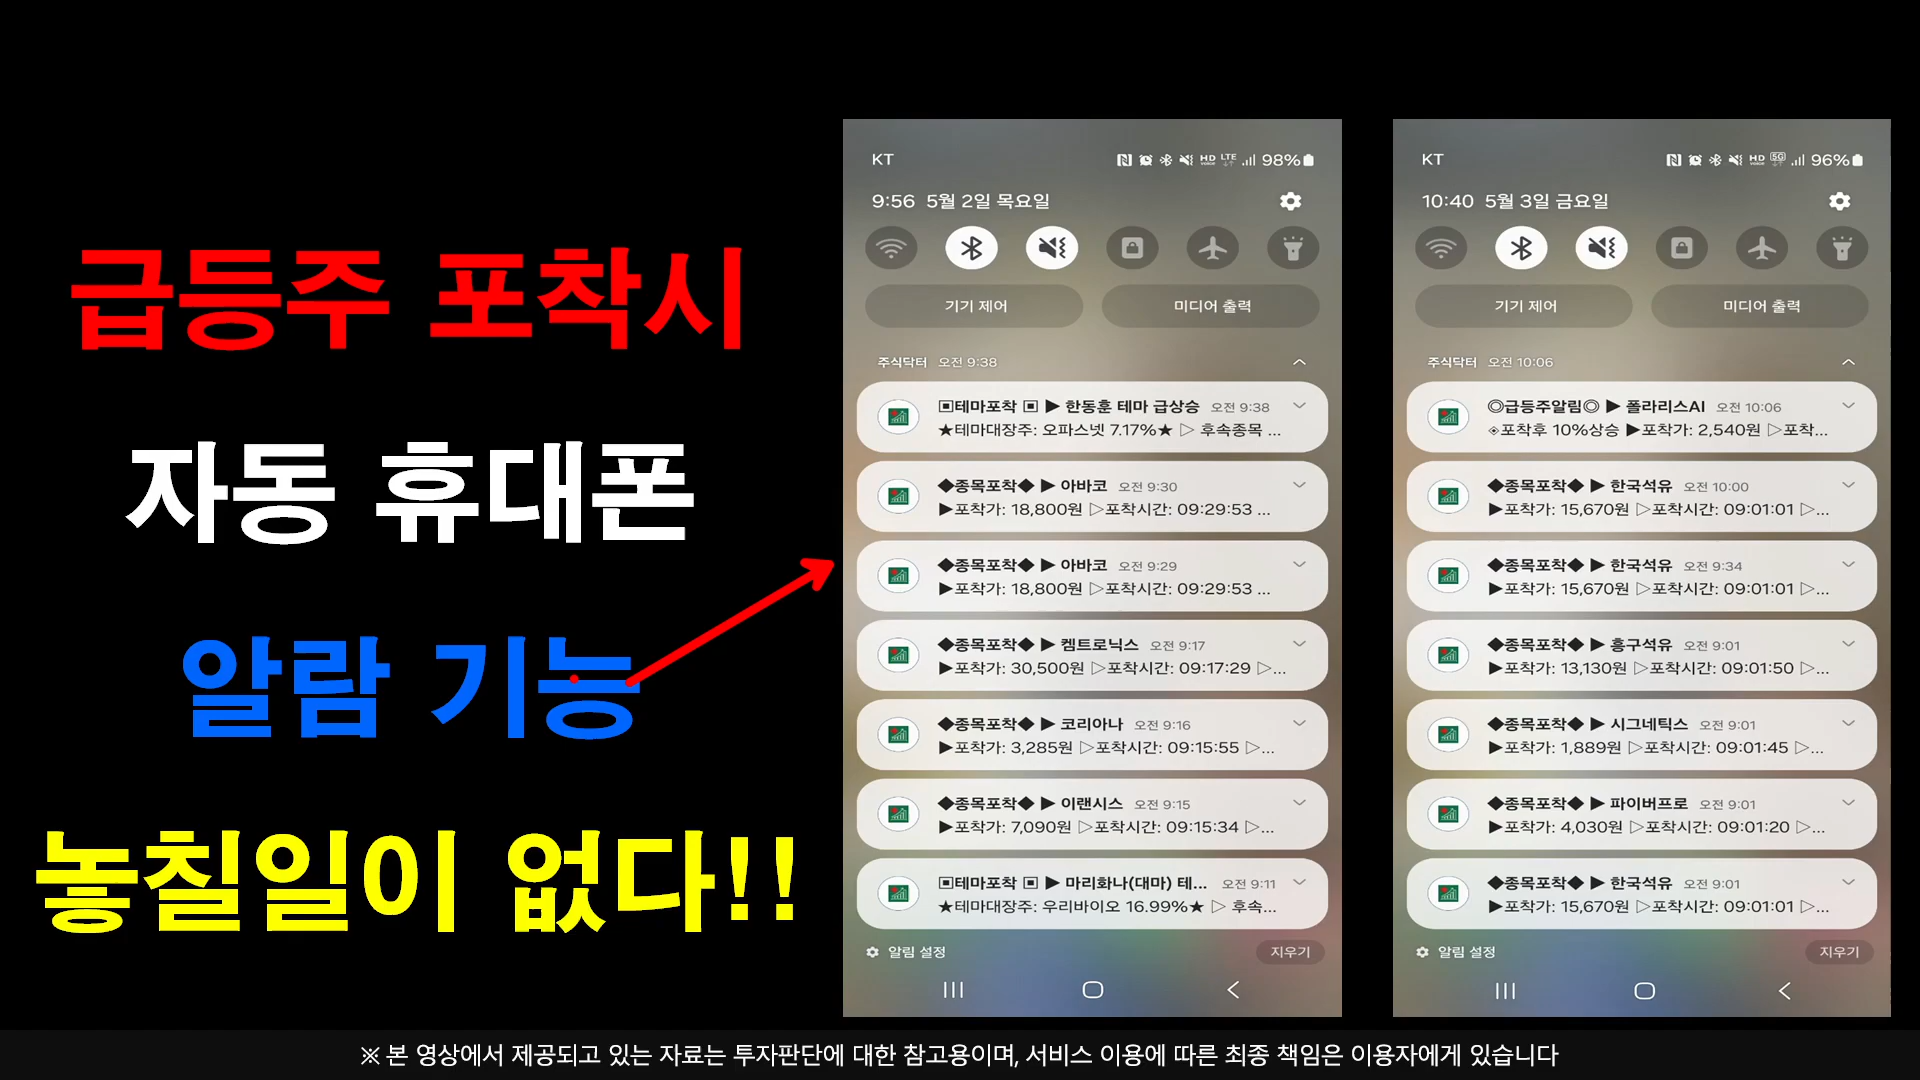 급등주 포착시
자동 휴대폰
알람 기능
놓칠일이 없다!!
KT
HD LTE 98%
9:56 5월 2일 목요일
기기 제어 미디어 출력
주식닥터 오전 9:38
▣테마포착 ▣ ▶ 한동훈 테마 급상승 오전 9:38
★테마대장주: 오파스넷 7.17%★ ▷ 후속종목 ...
◆종목포착◆ ▶ 아바코 오전 9:30
▶포착가: 18,800원 ▷포착시간: 09:29:53 ...
◆종목포착◆ ▶ 아바코 오전 9:29
▶포착가: 18,800원 ▷포착시간: 09:29:53 ...
◆종목포착◆ ▶ 켐트로닉스 오전 9:17
▶포착가: 30,500원 ▷포착시간: 09:17:29 ▷...
◆종목포착◆ ▶ 코리아나 오전 9:16
▶포착가: 3,285원 ▷포착시간: 09:15:55 ▷...
◆종목포착◆ ▶ 이랜시스 오전 9:15
▶포착가: 7,090원 ▷포착시간: 09:15:34 ▷...
▣테마포착 ▣ ▶ 마리화나(대마) 테... 오전 9:11
★테마대장주: 우리바이오 16.99%★ ▷ 후속...
알림 설정 지우기
KT
HD 5G 96%
10:40 5월 3일 금요일
기기 제어 미디어 출력
주식닥터 오전 10:06
◎급등주알림◎ ▶ 폴라리스AI 오전 10:06
◈포착후 10%상승 ▶포착가: 2,540원 ▷포착...
◆종목포착◆ ▶ 한국석유 오전 10:00
▶포착가: 15,670원 ▷포착시간: 09:01:01 ▷...
◆종목포착◆ ▶ 한국석유 오전 9:34
▶포착가: 15,670원 ▷포착시간: 09:01:01 ▷...
◆종목포착◆ ▶ 흥구석유 오전 9:01
▶포착가: 13,130원 ▷포착시간: 09:01:50 ▷...
◆종목포착◆ ▶ 시그네틱스 오전 9:01
▶포착가: 1,889원 ▷포착시간: 09:01:45 ▷...
◆종목포착◆ ▶ 파이버프로 오전 9:01
▶포착가: 4,030원 ▷포착시간: 09:01:20 ▷...
◆종목포착◆ ▶ 한국석유 오전 9:01
▶포착가: 15,670원 ▷포착시간: 09:01:01 ▷...
알림 설정 지우기
※ 본 영상에서 제공되고 있는 자료는 투자판단에 대한 참고용이며, 서비스 이용에 따른 최종 책임은 이용자에게 있습니다